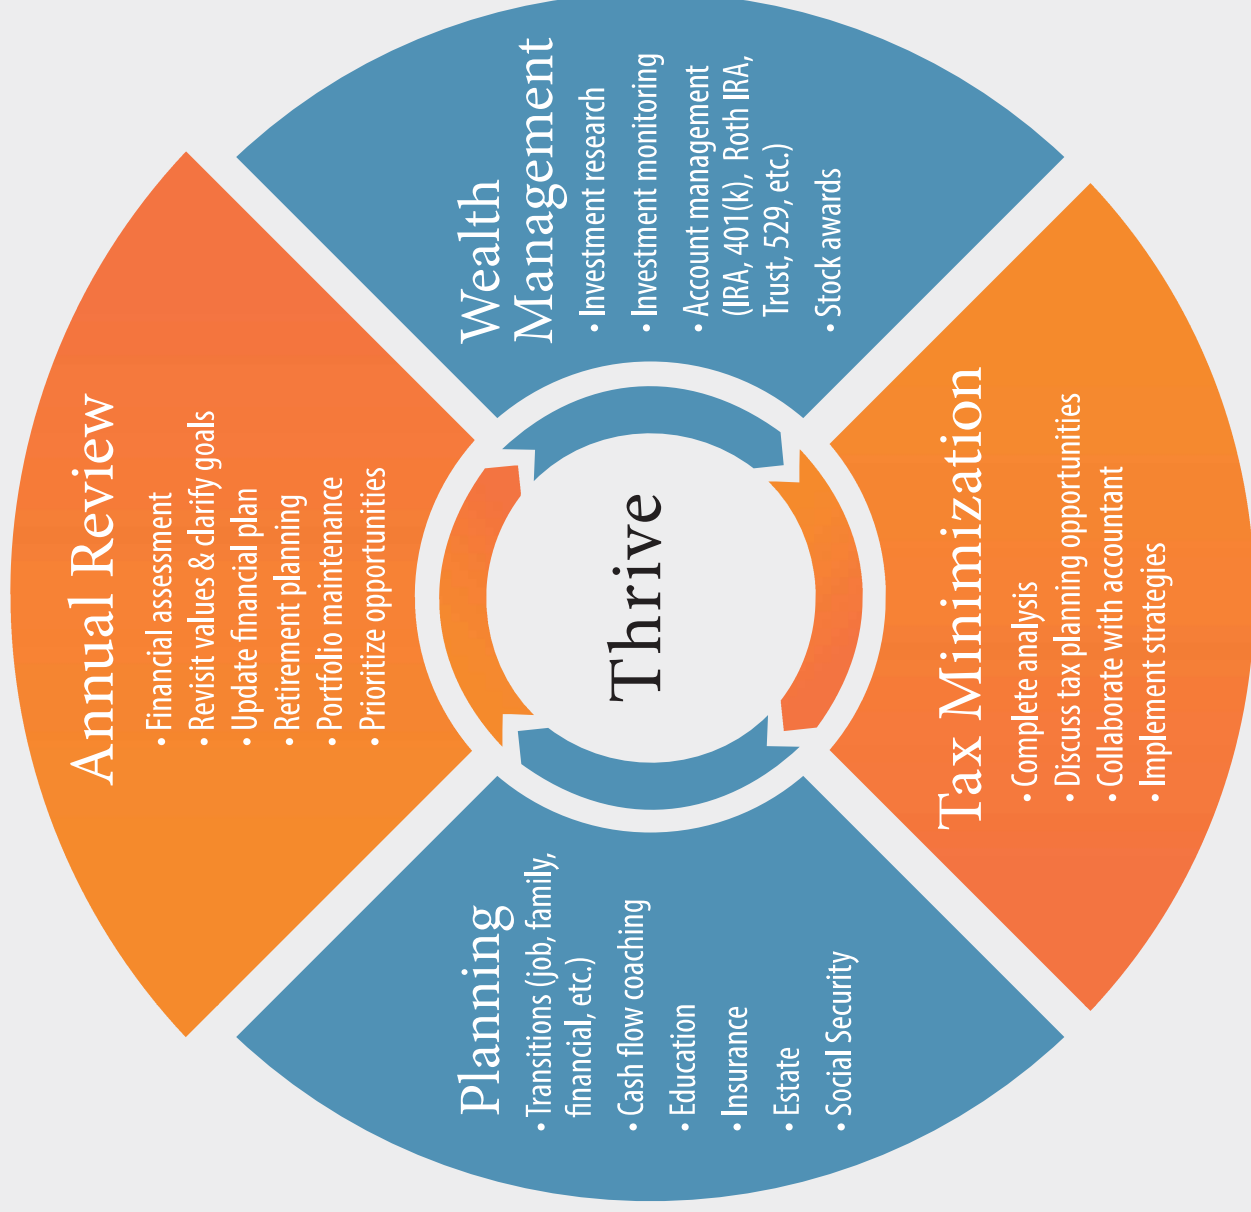 Annual Review
• Financial assessment
• Revisit values & clarify goals
• Update financial plan
• Retirement planning
• Portfolio maintenance
• Prioritize opportunities
Planning
• Transitions (job, family,
financial, etc.)
• Cash flow coaching
• Education
• Insurance
• Estate
• Social Security
Thrive
Wealth
Management
• Investment research
• Investment monitoring
• Account management
(IRA, 401(k), Roth IRA,
Trust, 529, etc.)
• Stock awards
Tax Minimization
• Complete analysis
• Discuss tax planning opportunities
• Collaborate with accountant
• Implement strategies